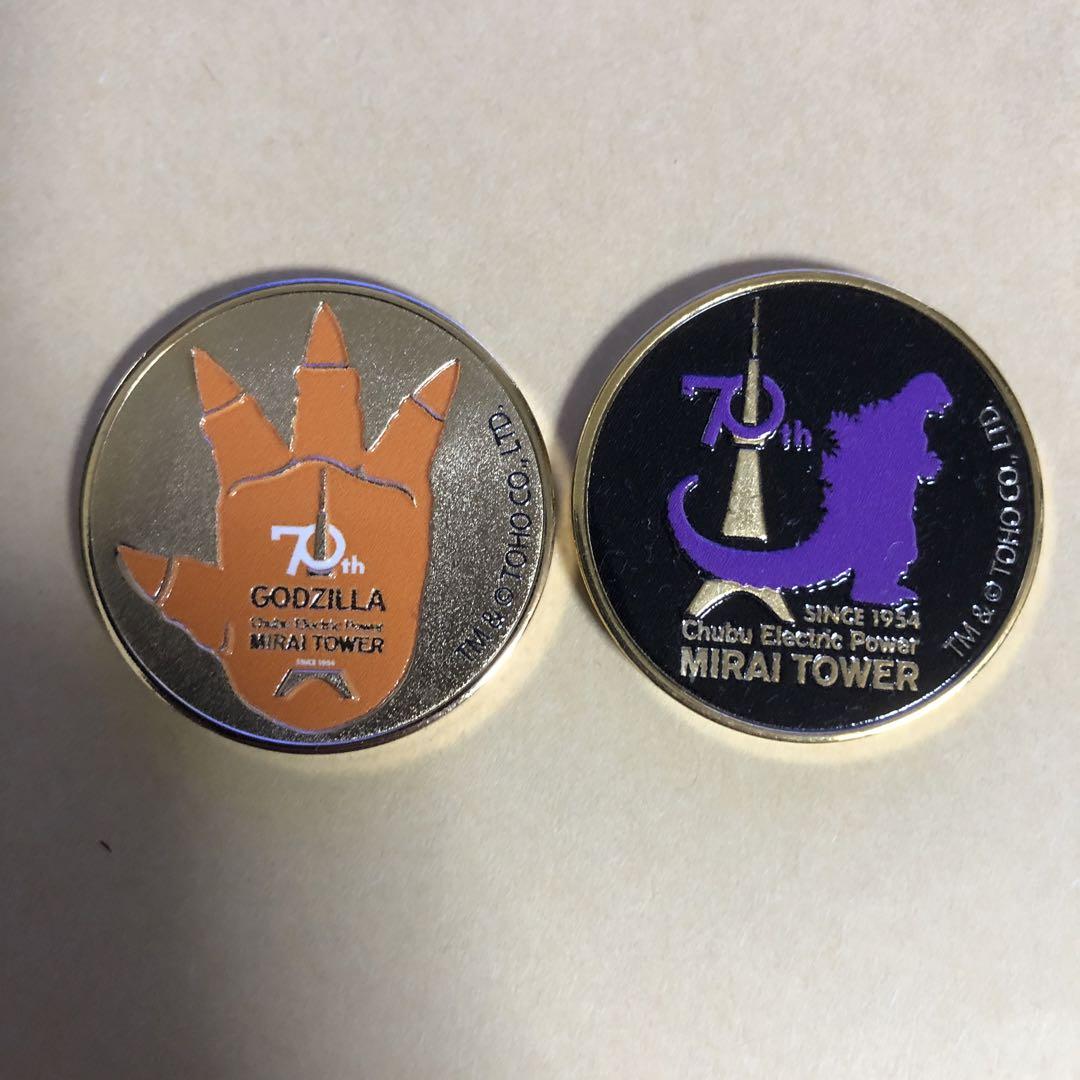 70th
GODZILLA
Chubu Electric Power
MIRAI TOWER
SINCE 1954
TM & © TOHO CO., LTD.
70th
SINCE 1954
Chubu Electric Power
MIRAI TOWER
TM & © TOHO CO., LTD.